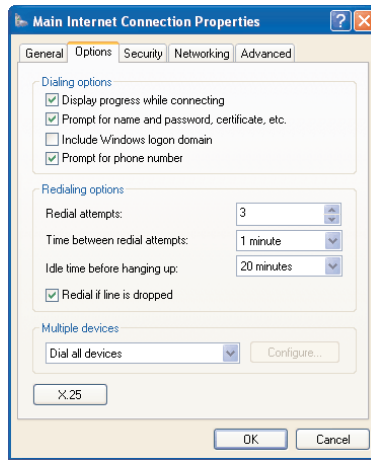 Main Internet Connection Properties
General Options Security Networking Advanced
Dialing options
Display progress while connecting
Prompt for name and password, certificate, etc.
Include Windows logon domain
Prompt for phone number
Redialing options
Redial attempts: 3
Time between redial attempts: 1 minute
Idle time before hanging up: 20 minutes
Redial if line is dropped
Multiple devices
Dial all devices Configure...
X.25
OK Cancel